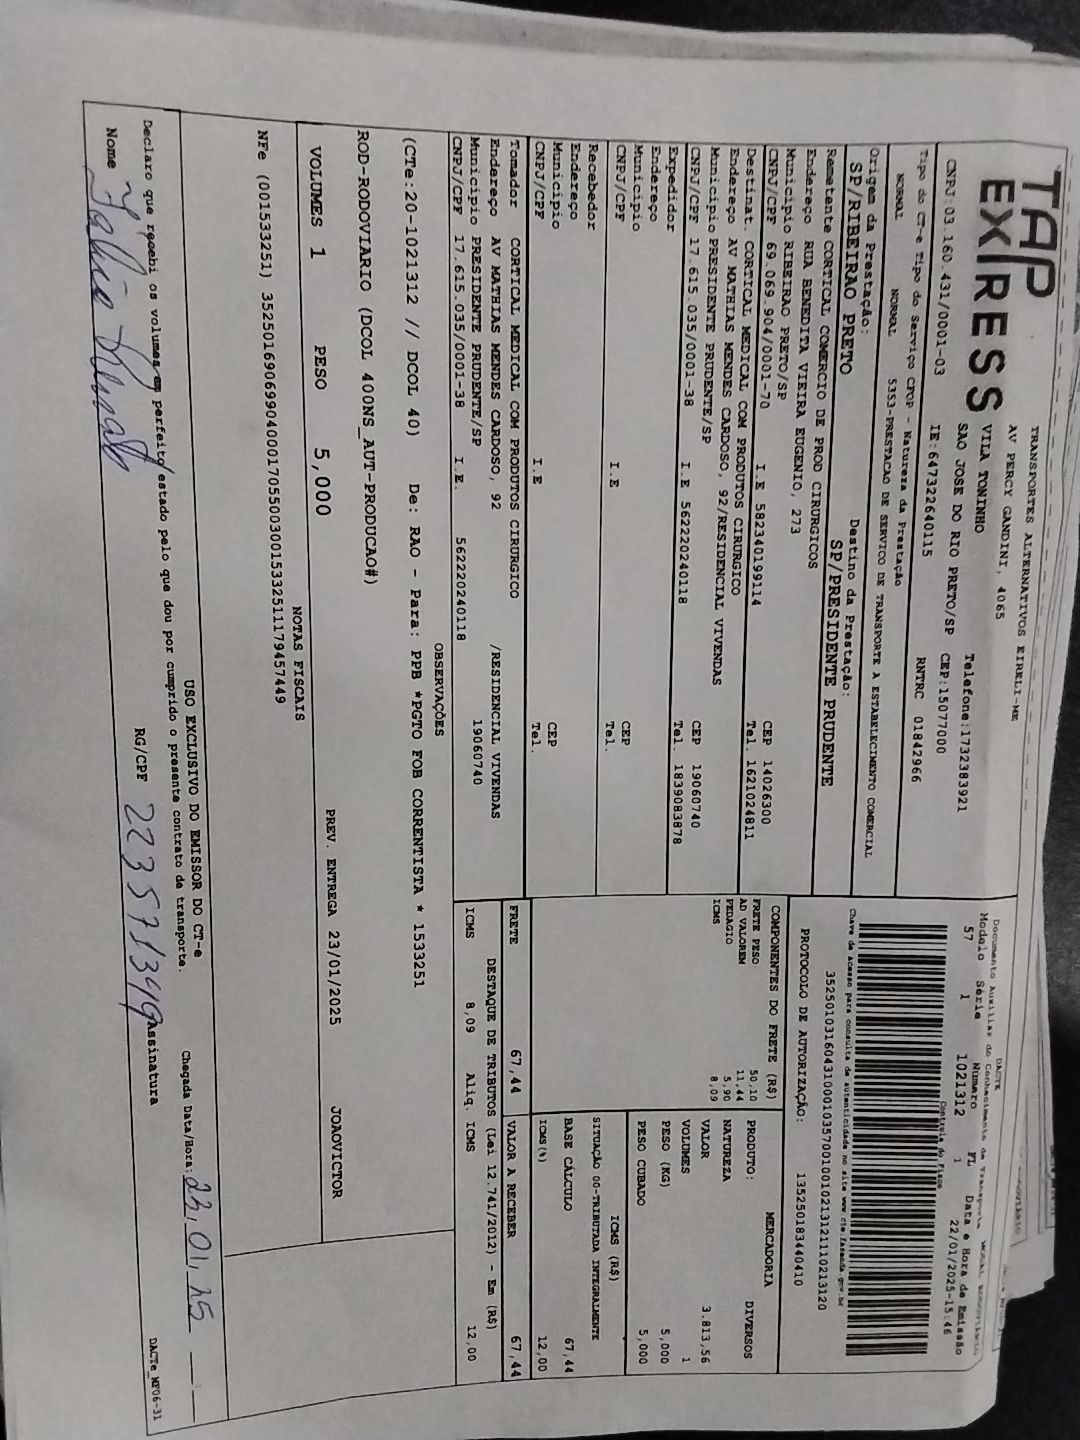 TAP EXPRESS
TRANSPORTES ALTERNATIVOS EIRELI-ME
AV PERCY GANDINI, 4065
VILA TONINHO Telefone:1732383921
SAO JOSE DO RIO PRETO/SP CEP:15077000
CNPJ:03.160.431/0001-03 IE:647322640115 RNTRC 01842966
DACTE
Documento Auxiliar do Conhecimento de Transporte
Modelo Série Numero FL Data e Hora de Emissão
57 1 1021312 1 22/01/2025-15:46
Controle do Fisco
Chave de acesso para consulta de autenticidade no site www.cte.fazenda.gov.br
35250103160431000103570010010213121110213120
PROTOCOLO DE AUTORIZAÇÃO: 135250183440410
Tipo do CT-e Tipo do Serviço CFOP - Natureza da Prestação
NORMAL NORMAL 5353-PRESTACAO DE SERVICO DE TRANSPORTE A ESTABELECIMENTO COMERCIAL
Origem da Prestação: Destino da Prestação:
SP/RIBEIRAO PRETO SP/PRESIDENTE PRUDENTE
Remetente CORTICAL COMERCIO DE PROD CIRURGICOS
Endereço RUA BENEDITA VIEIRA EUGENIO, 273
Municipio RIBEIRAO PRETO/SP CEP 14026300
CNPJ/CPF 69.069.904/0001-70 I.E 582340199114 Tel. 1621024811
Destinat. CORTICAL MEDICAL COM PRODUTOS CIRURGICO
Endereço AV MATHIAS MENDES CARDOSO, 92/RESIDENCIAL VIVENDAS
Municipio PRESIDENTE PRUDENTE/SP CEP 19060740
CNPJ/CPF 17.615.035/0001-38 I.E 562220240118 Tel. 1839083878
Expedidor
Endereço
Municipio CEP
CNPJ/CPF I.E Tel.
Recebedor
Endereço
Municipio CEP
CNPJ/CPF I.E Tel.
Tomador CORTICAL MEDICAL COM PRODUTOS CIRURGICO
Endereço AV MATHIAS MENDES CARDOSO, 92 /RESIDENCIAL VIVENDAS
Municipio PRESIDENTE PRUDENTE/SP 19060740
CNPJ/CPF 17.615.035/0001-38 I.E. 562220240118
COMPONENTES DO FRETE (R$)
FRETE PESO 50,10
AD VALOREM 11,44
PEDAGIO 5,90
ICMS 8,09
MERCADORIA
PRODUTO: DIVERSOS
NATUREZA
VALOR 3.813,56
VOLUMES 1
PESO (KG) 5,000
PESO CUBADO 5,000
ICMS (R$)
SITUAÇÃO 00-TRIBUTADA INTEGRALMENTE
BASE CÁLCULO 67,44
ICMS(%) 12,00
FRETE 67,44 VALOR A RECEBER 67,44
DESTAQUE DE TRIBUTOS (Lei 12.741/2012) - Em (R$)
ICMS 8,09 Aliq. ICMS 12,00
OBSERVAÇÕES
(CTe:20-1021312 // DCOL 40) De: RAO - Para: PPB *PGTO FOB CORRENTISTA * 1533251
ROD-RODOVIARIO (DCOL 400NS_AUT-PRODUCAO#)
VOLUMES 1 PESO 5,000 PREV. ENTREGA 23/01/2025 JOAOVICTOR
NOTAS FISCAIS
NFe (001533251) 35250169069904000170550030015332511179457449
USO EXCLUSIVO DO EMISSOR DO CT-e
Declaro que recebi os volumes em perfeito estado pelo que dou por cumprido o presente contrato de transporte. Chegada Data/Hora: 23,01,25
Nome RG/CPF 223571349 Assinatura
DACTe_MF06-31